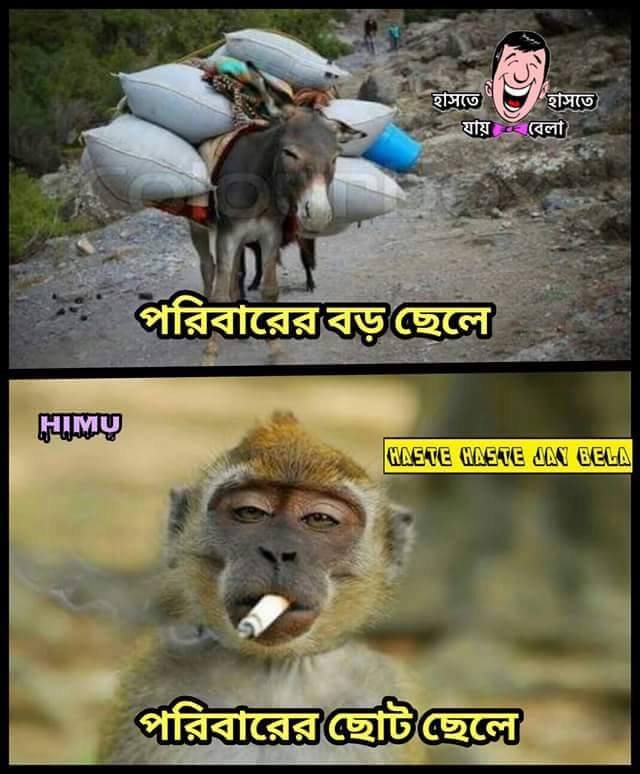 হাসতে হাসতে
যায় বেলা
পরিবারের বড় ছেলে
HIMU
HASTE HASTE JAY BELA
পরিবারের ছোট ছেলে